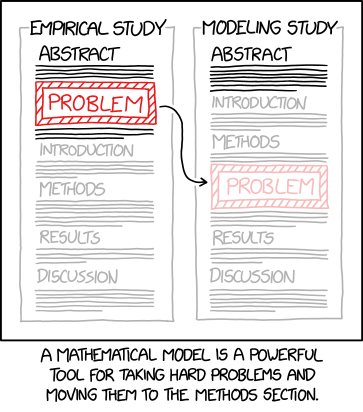 EMPIRICAL STUDY
ABSTRACT
PROBLEM
INTRODUCTION
METHODS
RESULTS
DISCUSSION
MODELING STUDY
ABSTRACT
INTRODUCTION
METHODS
PROBLEM
RESULTS
DISCUSSION
A MATHEMATICAL MODEL IS A POWERFUL
TOOL FOR TAKING HARD PROBLEMS AND
MOVING THEM TO THE METHODS SECTION.